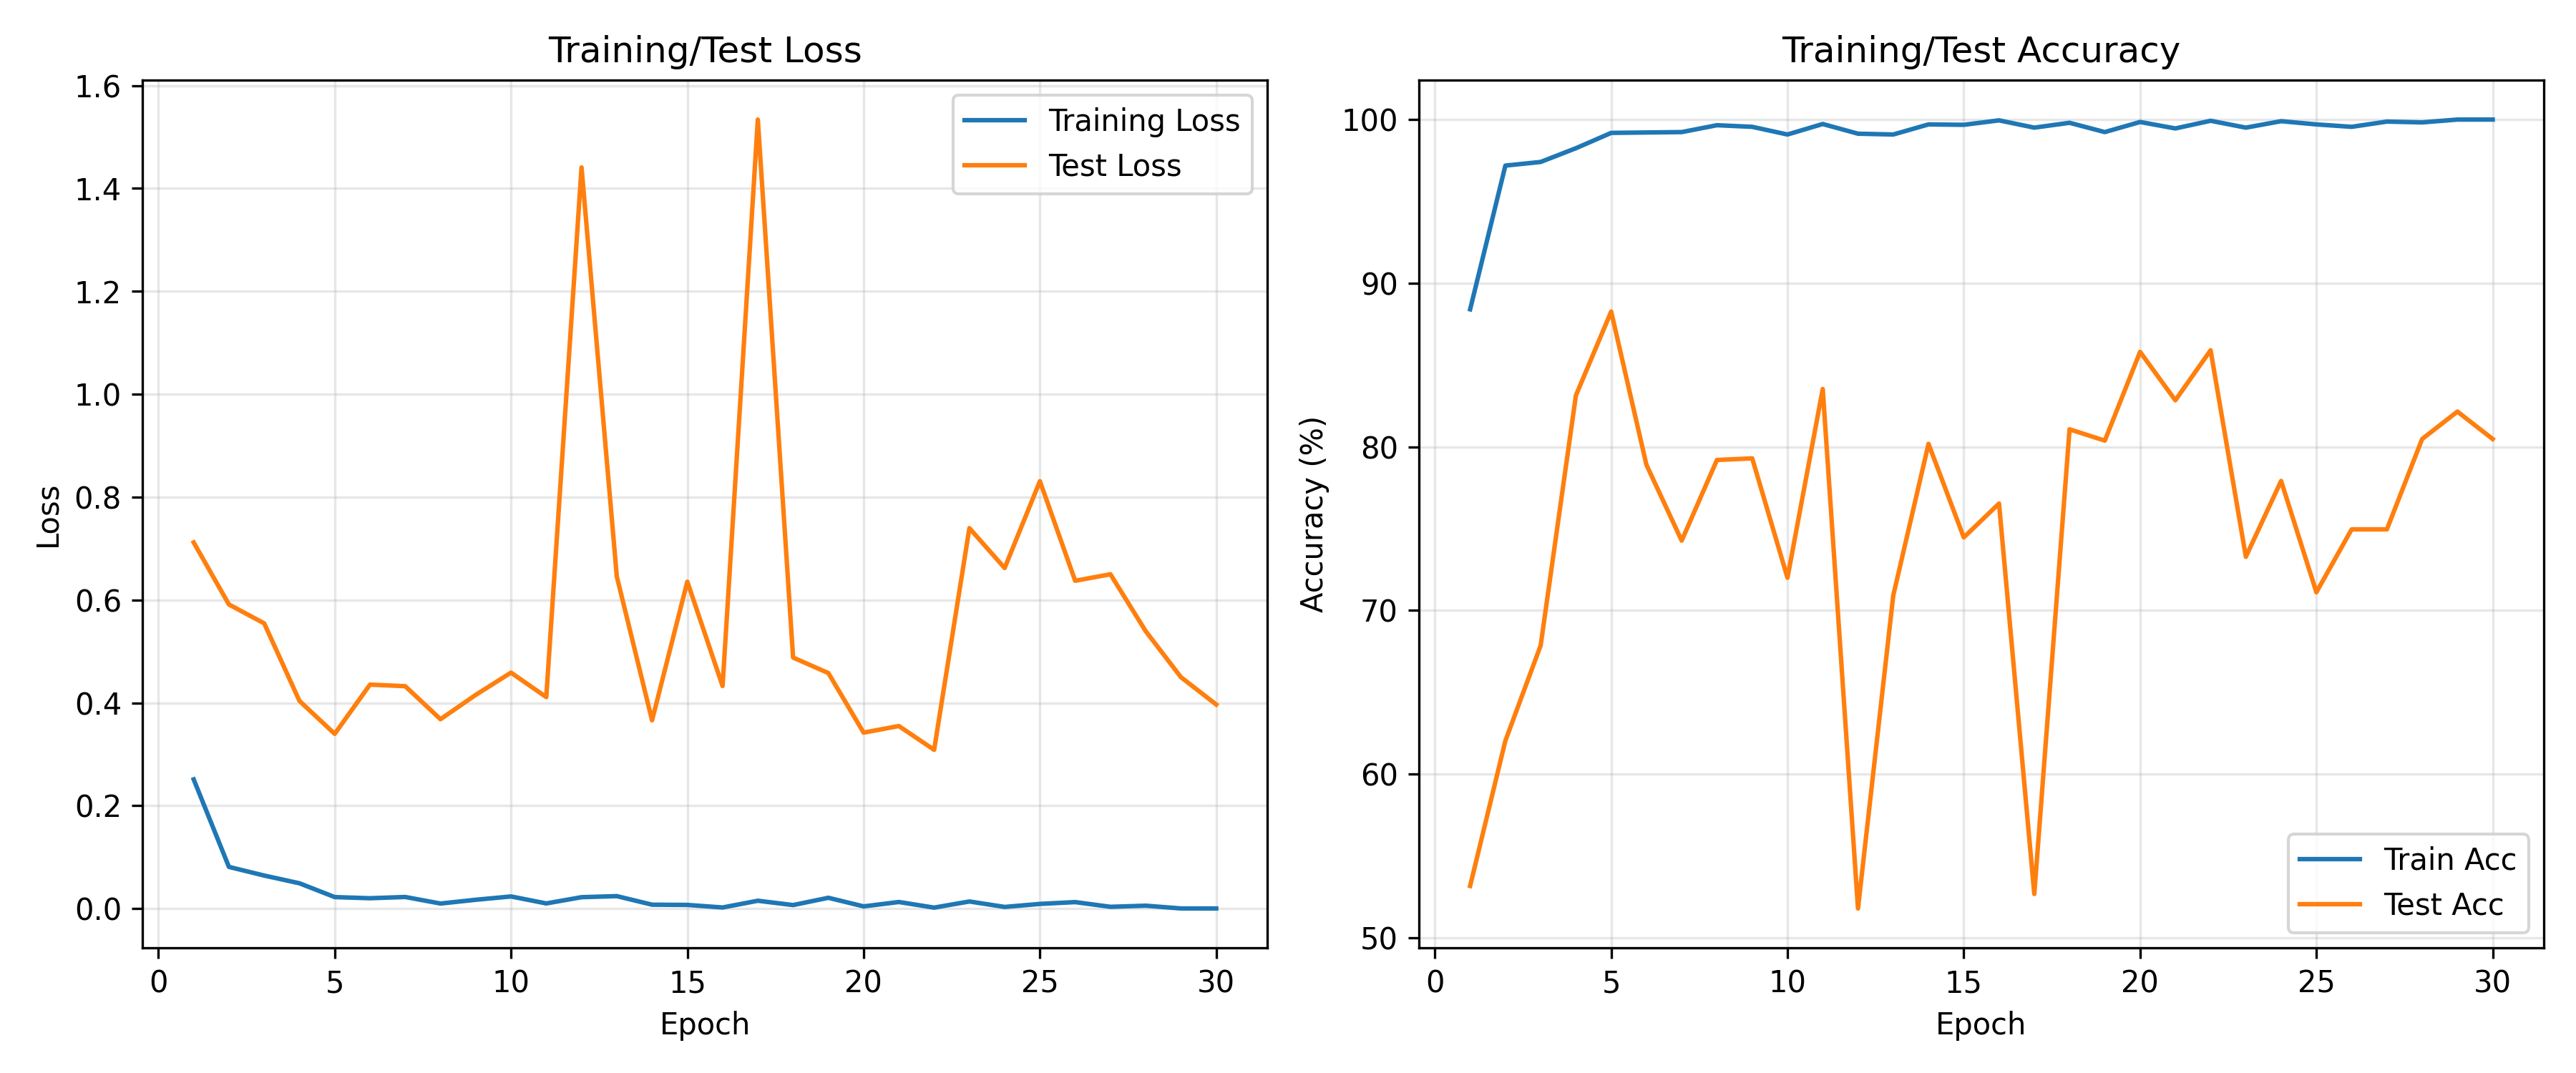 Training/Test Loss
1.6
1.4
1.2
1.0
0.8
0.6
0.4
0.2
0.0
Loss
Training Loss
Test Loss
0 5 10 15 20 25 30
Epoch
Training/Test Accuracy
100
90
80
70
60
50
Accuracy (%)
Train Acc
Test Acc
0 5 10 15 20 25 30
Epoch